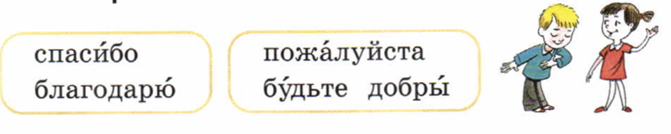 спаси́бо
благодарю́
пожа́луйста
бу́дьте добры́